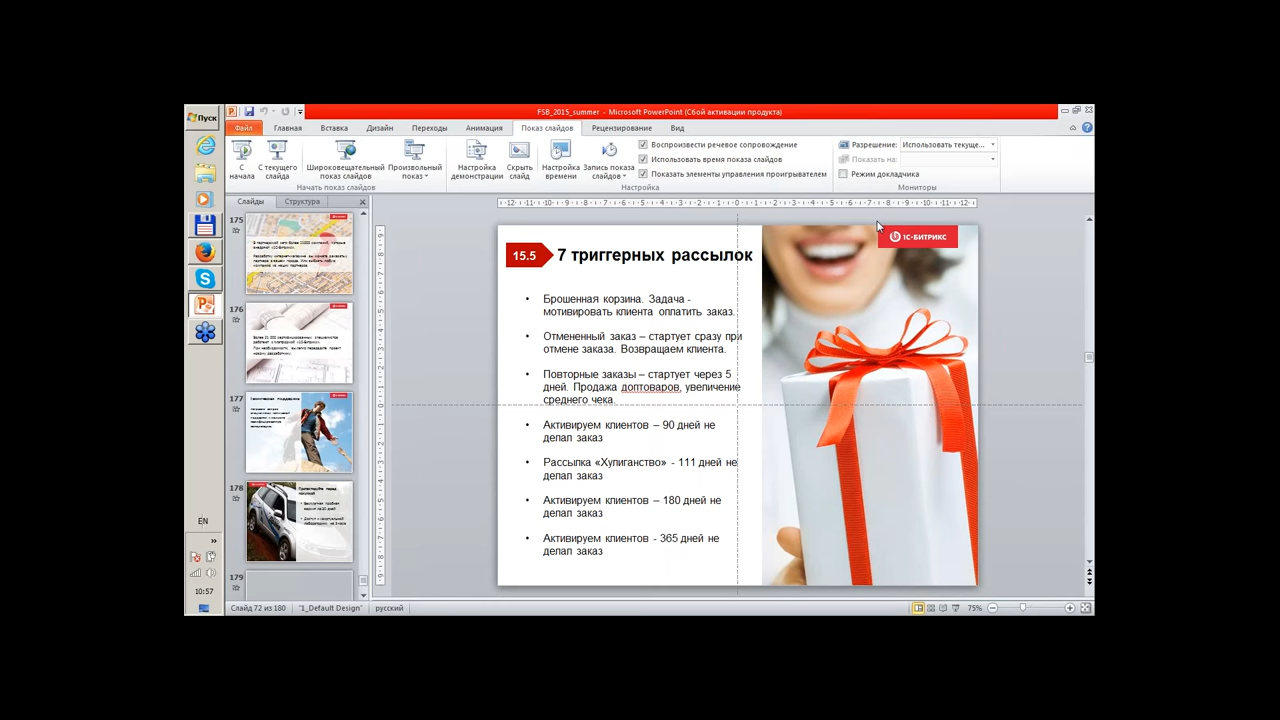 FSB_2015_summer - Microsoft PowerPoint (Сбой активации продукта)
Пуск
Файл
Главная
Вставка
Дизайн
Переходы
Анимация
Показ слайдов
Рецензирование
Вид
С начала
С текущего слайда
Широковещательный показ слайдов
Произвольный показ
Начать показ слайдов
Настройка демонстрации
Скрыть слайд
Настройка времени
Запись показа слайдов
Воспроизвести речевое сопровождение
Использовать время показа слайдов
Показать элементы управления проигрывателем
Настройка
Разрешение: Использовать текуще...
Показать на:
Режим докладчика
Мониторы
Слайды
Структура
175
176
177
178
179
15.5
7 триггерных рассылок
1С-БИТРИКС
• Брошенная корзина. Задача -
мотивировать клиента оплатить заказ.
• Отмененный заказ – стартует сразу при
отмене заказа. Возвращаем клиента.
• Повторные заказы – стартует через 5
дней. Продажа доптоваров, увеличение
среднего чека.
• Активируем клиентов – 90 дней не
делал заказ
• Рассылка «Хулиганство» - 111 дней не
делал заказ
• Активируем клиентов – 180 дней не
делал заказ
• Активируем клиентов - 365 дней не
делал заказ
EN
10:57
Слайд 72 из 180
"1_Default Design"
русский
75%